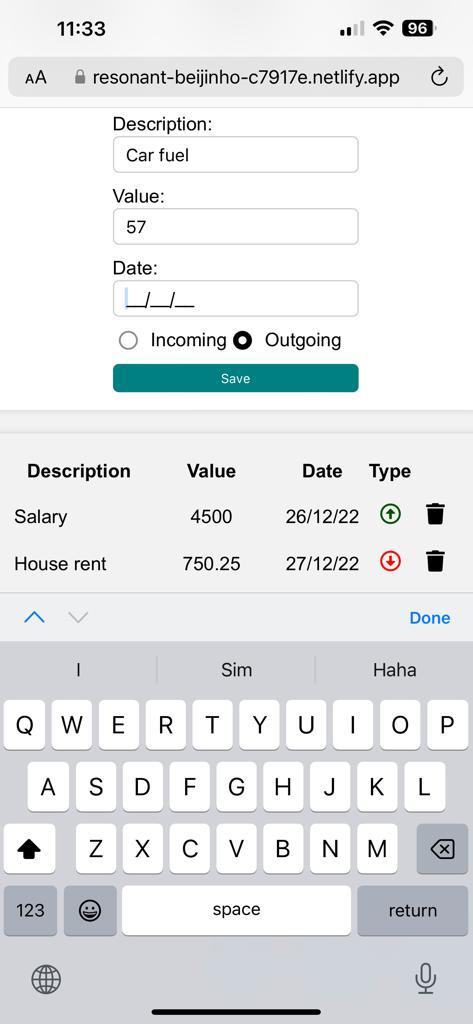 11:33 96
AA resonant-beijinho-c7917e.netlify.app
Description:
Car fuel
Value:
57
Date:
__/__/__
Incoming Outgoing
Save
Description Value Date Type
Salary 4500 26/12/22
House rent 750.25 27/12/22
Done
I Sim Haha
Q W E R T Y U I O P
A S D F G H J K L
Z X C V B N M
123 space return